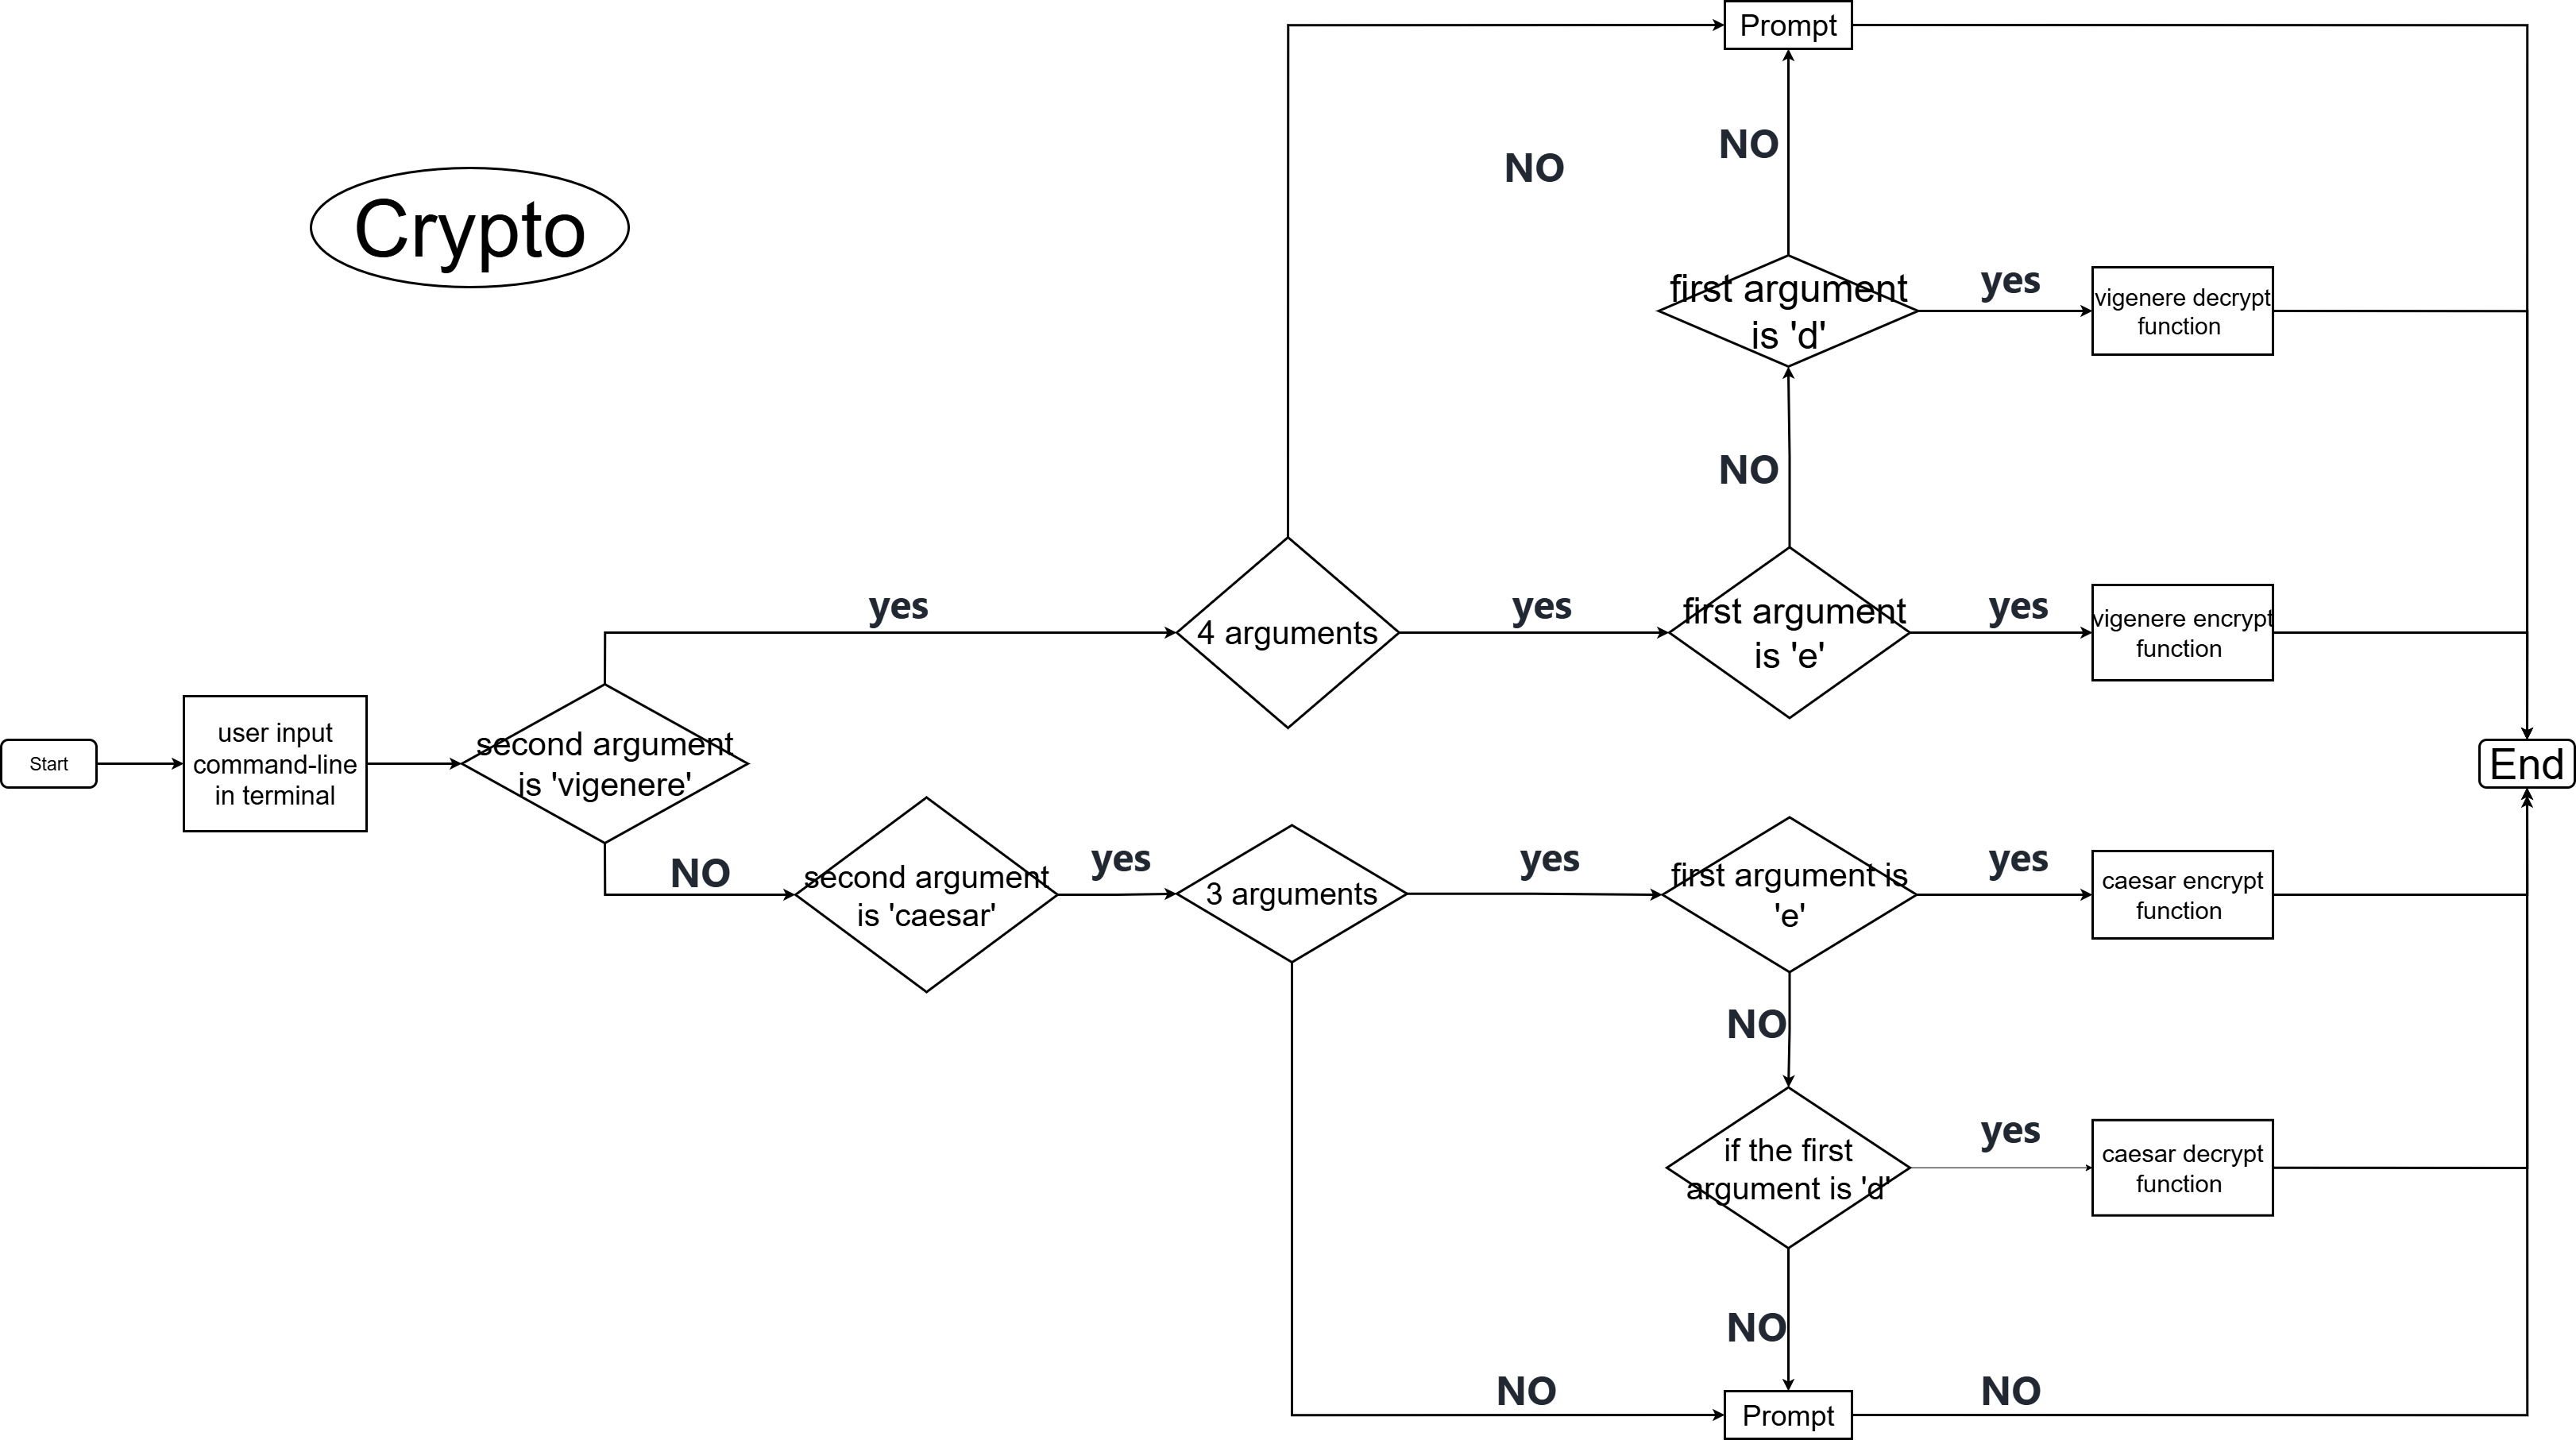 Prompt
NO
NO
Crypto
first argument
is 'd'
yes
vigenere decrypt
function
NO
yes
4 arguments
yes
first argument
is 'e'
yes
vigenere encrypt
function
Start
user input
command-line
in terminal
second argument
is 'vigenere'
End
NO
second argument
is 'caesar'
yes
3 arguments
yes
first argument is
'e'
yes
caesar encrypt
function
NO
if the first
argument is 'd'
yes
caesar decrypt
function
NO
NO
Prompt
NO